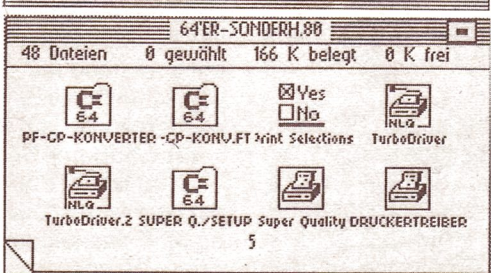 64'ER-SONDERH.80
48 Dateien 0 gewählt 166 K belegt 0 K frei
C= 64 C= 64 Yes NLQ
No
PF-GP-KONVERTER -GP-KONV.FT Print Selections TurboDriver
NLQ C= 64
TurboDriver.2 SUPER Q./SETUP Super Quality DRUCKERTREIBER
5